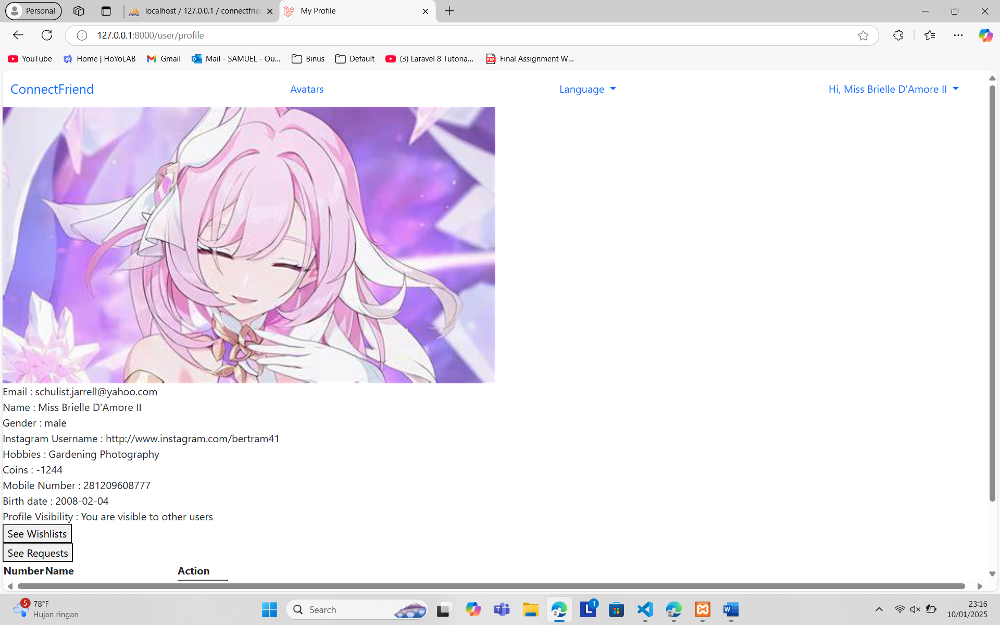 Personal
PMA localhost / 127.0.0.1 / connectfrie
My Profile
127.0.0.1:8000/user/profile
YouTube
Home | HoYoLAB
Gmail
Mail - SAMUEL - Ou...
Binus
Default
(3) Laravel 8 Tutoria...
PDF Final Assignment W...
ConnectFriend
Avatars
Language
Hi, Miss Brielle D'Amore II
Email : schulist.jarrell@yahoo.com
Name : Miss Brielle D'Amore II
Gender : male
Instagram Username : http://www.instagram.com/bertram41
Hobbies : Gardening Photography
Coins : -1244
Mobile Number : 281209608777
Birth date : 2008-02-04
Profile Visibility : You are visible to other users
See Wishlists
See Requests
Number Name Action
5
78°F
Hujan ringan
Search
L 1
W
23:16
10/01/2025